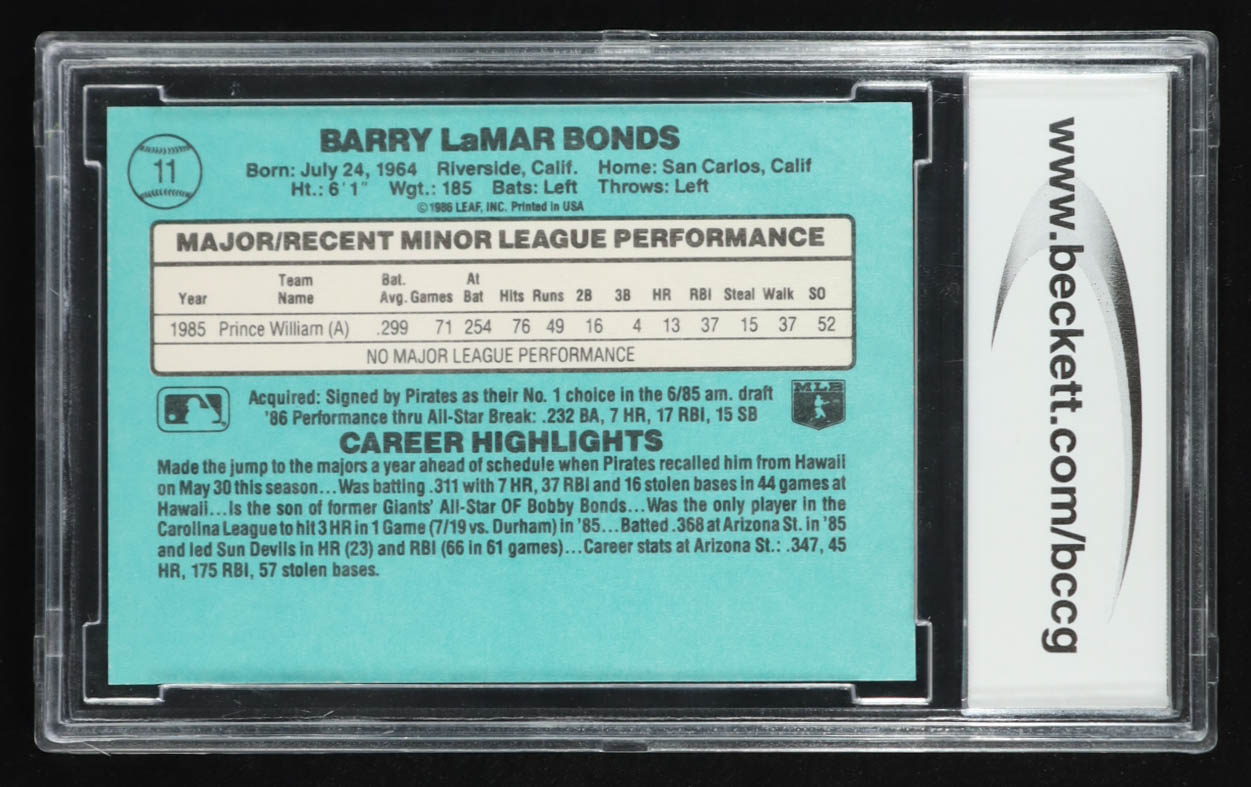 11
BARRY LaMAR BONDS
Born: July 24, 1964 Riverside, Calif. Home: San Carlos, Calif
Ht.: 6'1" Wgt.: 185 Bats: Left Throws: Left
© 1986 LEAF, INC. Printed in USA
MAJOR/RECENT MINOR LEAGUE PERFORMANCE
Team Bat. At
Year Name Avg. Games Bat Hits Runs 2B 3B HR RBI Steal Walk SO
1985 Prince William (A) .299 71 254 76 49 16 4 13 37 15 37 52
NO MAJOR LEAGUE PERFORMANCE
Acquired: Signed by Pirates as their No. 1 choice in the 6/85 am. draft
'86 Performance thru All-Star Break: .232 BA, 7 HR, 17 RBI, 15 SB
MLB
CAREER HIGHLIGHTS
Made the jump to the majors a year ahead of schedule when Pirates recalled him from Hawaii
on May 30 this season...Was batting .311 with 7 HR, 37 RBI and 16 stolen bases in 44 games at
Hawaii...Is the son of former Giants' All-Star OF Bobby Bonds...Was the only player in the
Carolina League to hit 3 HR in 1 Game (7/19 vs. Durham) in '85...Batted .368 at Arizona St. in '85
and led Sun Devils in HR (23) and RBI (66 in 61 games)...Career stats at Arizona St.: .347, 45
HR, 175 RBI, 57 stolen bases.
www.beckett.com/bccg